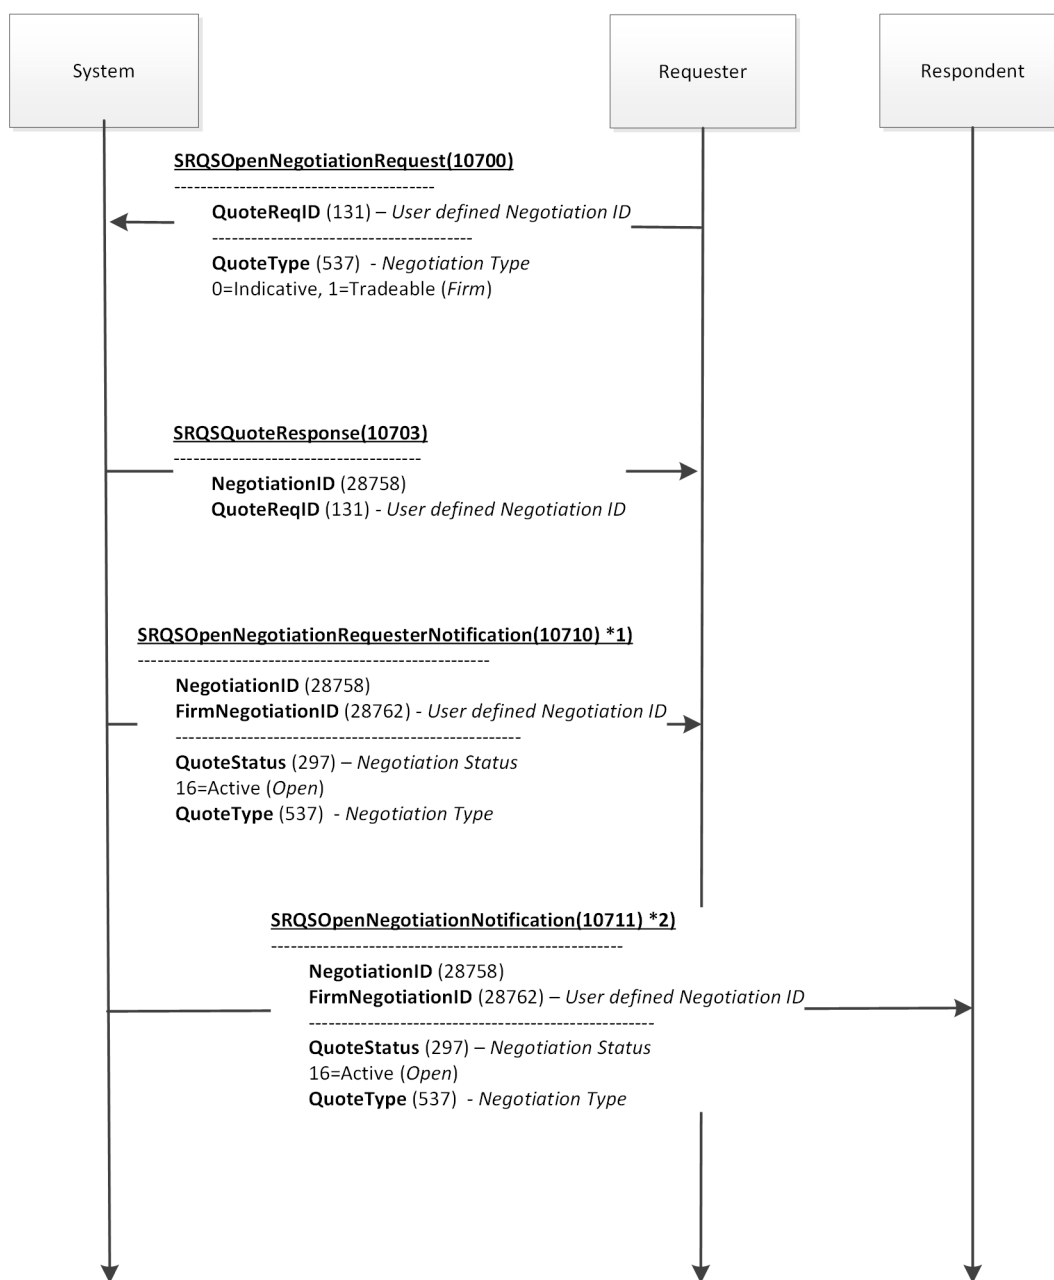 System
Requester
Respondent
SRQSOpenNegotiationRequest(10700)
----------------------------------------
QuoteReqID (131) – User defined Negotiation ID
----------------------------------------
QuoteType (537)  - Negotiation Type
0=Indicative, 1=Tradeable (Firm)
SRQSQuoteResponse(10703)
--------------------------------------
NegotiationID (28758)
QuoteReqID (131) - User defined Negotiation ID
SRQSOpenNegotiationRequesterNotification(10710) *1)
------------------------------------------------------
NegotiationID (28758)
FirmNegotiationID (28762) - User defined Negotiation ID
-----------------------------------------------------
QuoteStatus (297) – Negotiation Status
16=Active (Open)
QuoteType (537)  - Negotiation Type
SRQSOpenNegotiationNotification(10711) *2)
------------------------------------------------------
NegotiationID (28758)
FirmNegotiationID (28762) – User defined Negotiation ID
-----------------------------------------------------
QuoteStatus (297) – Negotiation Status
16=Active (Open)
QuoteType (537)  - Negotiation Type